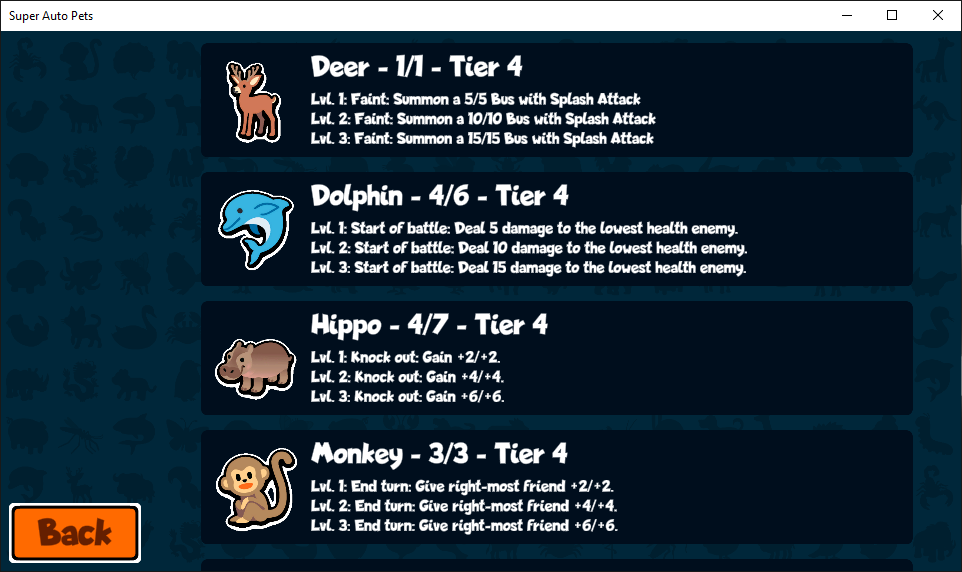 Super Auto Pets
Deer - 1/1 - Tier 4
Lvl. 1: Faint: Summon a 5/5 Bus with Splash Attack
Lvl. 2: Faint: Summon a 10/10 Bus with Splash Attack
Lvl. 3: Faint: Summon a 15/15 Bus with Splash Attack
Dolphin - 4/6 - Tier 4
Lvl. 1: Start of battle: Deal 5 damage to the lowest health enemy.
Lvl. 2: Start of battle: Deal 10 damage to the lowest health enemy.
Lvl. 3: Start of battle: Deal 15 damage to the lowest health enemy.
Hippo - 4/7 - Tier 4
Lvl. 1: Knock out: Gain +2/+2.
Lvl. 2: Knock out: Gain +4/+4.
Lvl. 3: Knock out: Gain +6/+6.
Monkey - 3/3 - Tier 4
Lvl. 1: End turn: Give right-most friend +2/+2.
Lvl. 2: End turn: Give right-most friend +4/+4.
Lvl. 3: End turn: Give right-most friend +6/+6.
Back